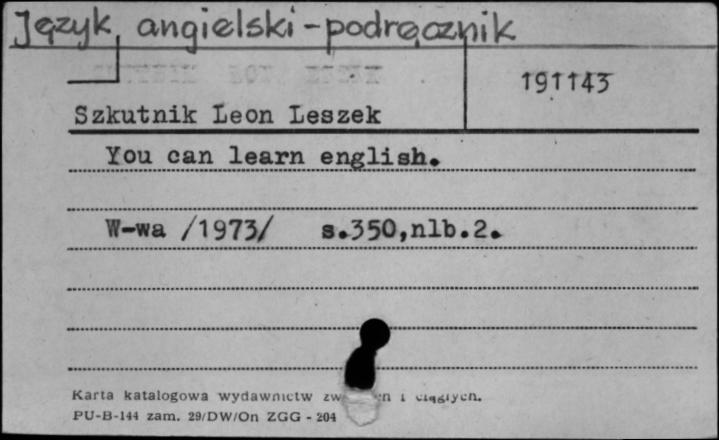 Język angielski - podręcznik
191143
Szkutnik Leon Leszek
You can learn english.
W-wa /1973/ s.350,nlb.2.
Karta katalogowa wydawnictw i ciągłych.
PU-B-144 zam. 29/DW/On ZGG - 204